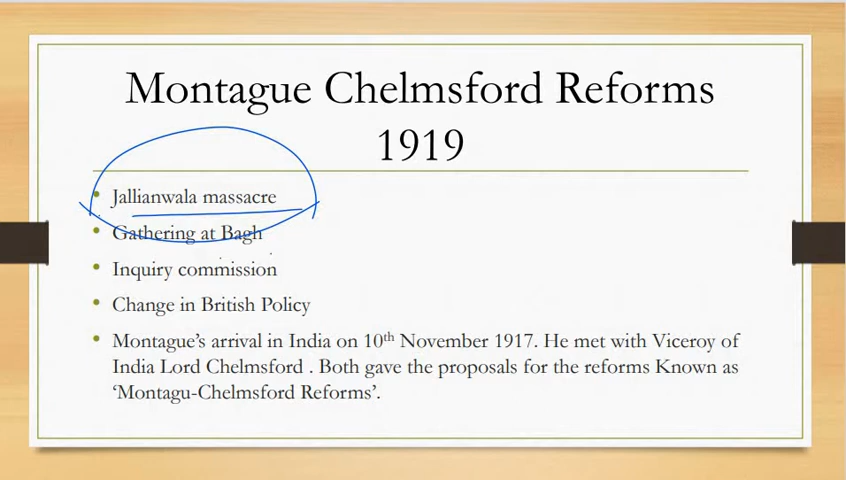 Montague Chelmsford Reforms
1919
• Jallianwala massacre
• Gathering at Bagh
• Inquiry commission
• Change in British Policy
• Montague’s arrival in India on 10th November 1917. He met with Viceroy of
India Lord Chelmsford . Both gave the proposals for the reforms Known as
‘Montagu-Chelmsford Reforms’.